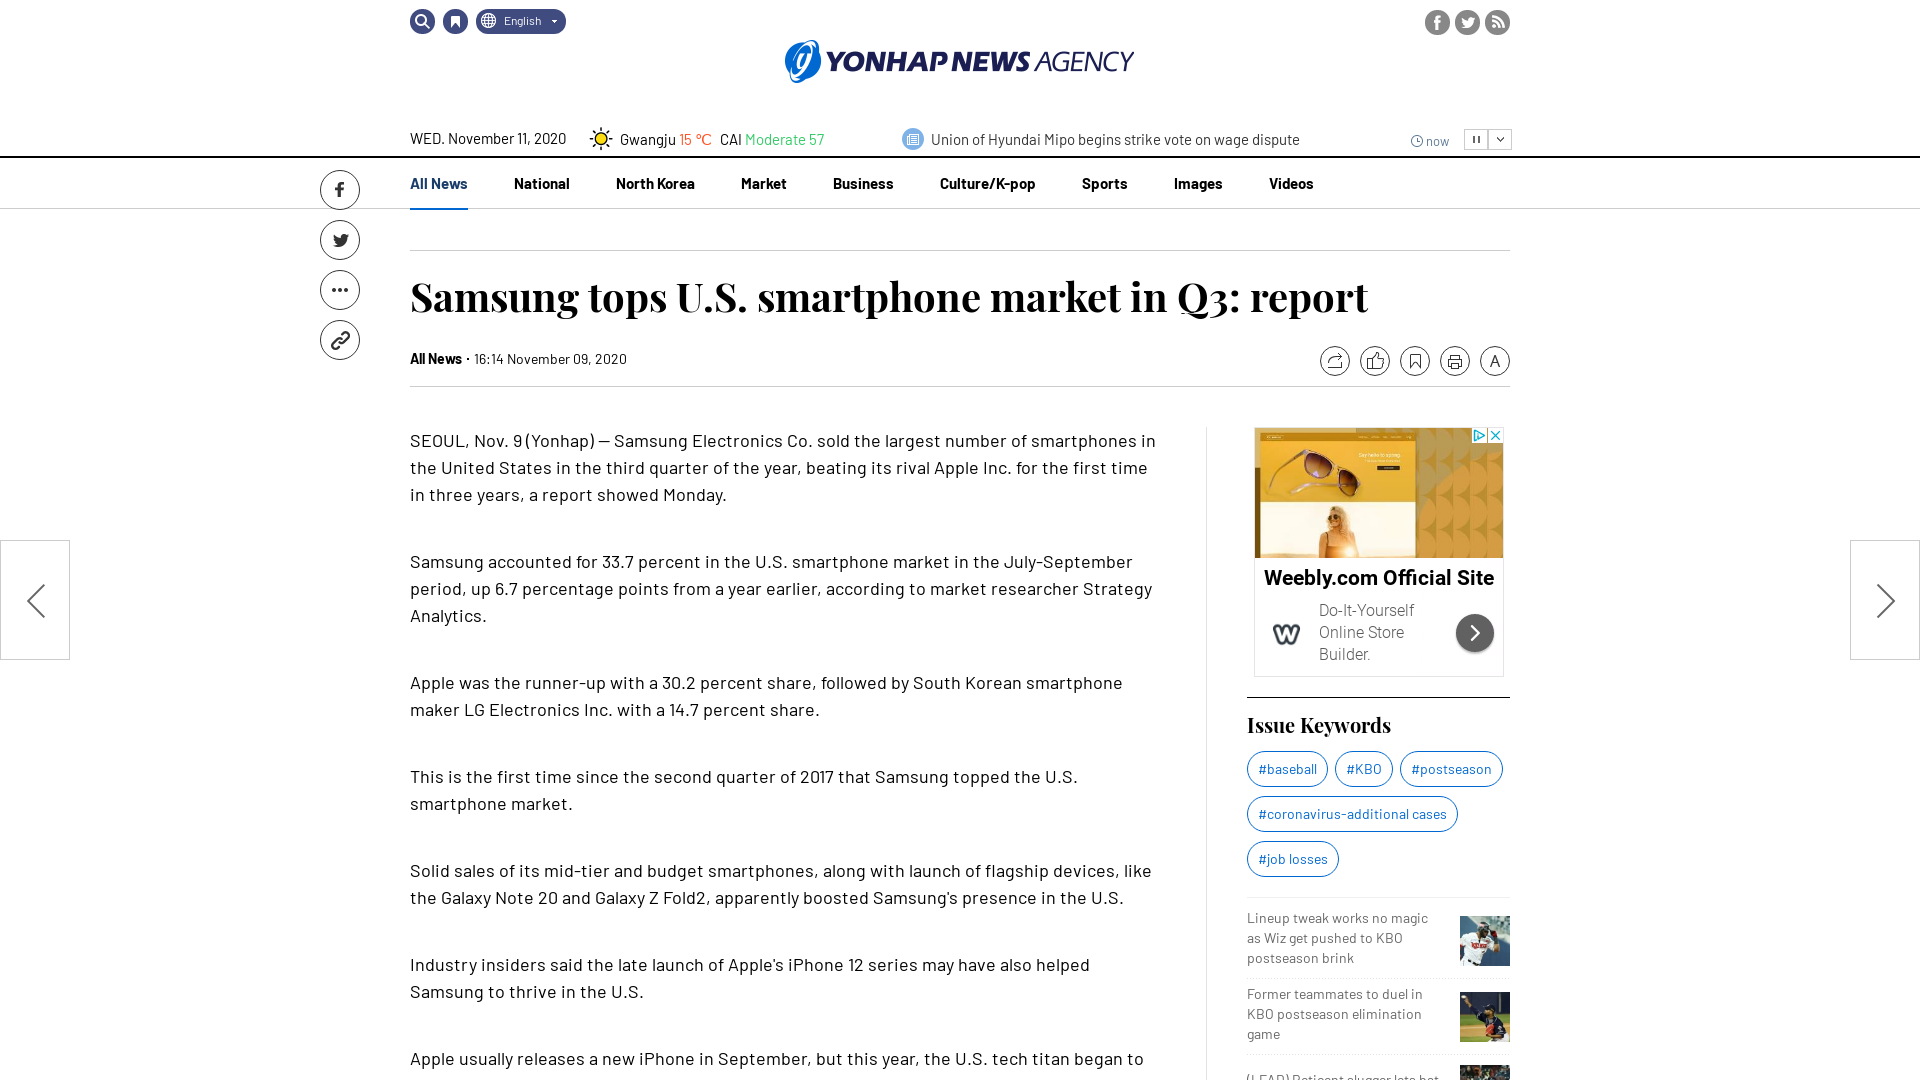 English
YONHAP NEWS AGENCY
WED. November 11, 2020
Gwangju 15 ℃ CAI Moderate 57
Union of Hyundai Mipo begins strike vote on wage dispute
now
All News
National
North Korea
Market
Business
Culture/K-pop
Sports
Images
Videos
Samsung tops U.S. smartphone market in Q3: report
All News · 16:14 November 09, 2020
A
SEOUL, Nov. 9 (Yonhap) — Samsung Electronics Co. sold the largest number of smartphones in
the United States in the third quarter of the year, beating its rival Apple Inc. for the first time
in three years, a report showed Monday.
Samsung accounted for 33.7 percent in the U.S. smartphone market in the July-September
period, up 6.7 percentage points from a year earlier, according to market researcher Strategy
Analytics.
Apple was the runner-up with a 30.2 percent share, followed by South Korean smartphone
maker LG Electronics Inc. with a 14.7 percent share.
This is the first time since the second quarter of 2017 that Samsung topped the U.S.
smartphone market.
Solid sales of its mid-tier and budget smartphones, along with launch of flagship devices, like
the Galaxy Note 20 and Galaxy Z Fold2, apparently boosted Samsung's presence in the U.S.
Industry insiders said the late launch of Apple's iPhone 12 series may have also helped
Samsung to thrive in the U.S.
Apple usually releases a new iPhone in September, but this year, the U.S. tech titan began to
Weebly.com Official Site
Do-It-Yourself
Online Store
Builder.
Issue Keywords
#baseball
#KBO
#postseason
#coronavirus-additional cases
#job losses
Lineup tweak works no magic
as Wiz get pushed to KBO
postseason brink
Former teammates to duel in
KBO postseason elimination
game
(LEAD) Reticent slugger lets bat